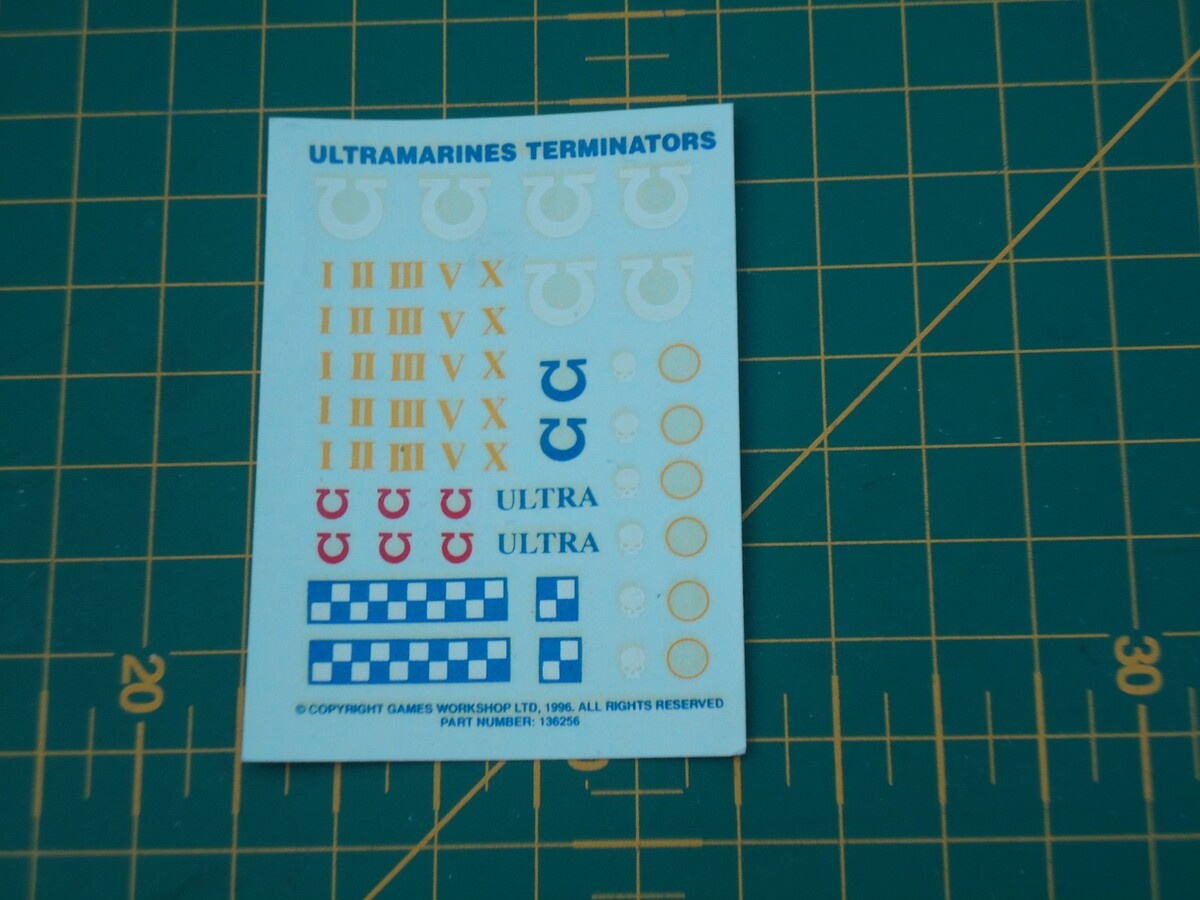 ULTRAMARINES TERMINATORS
I II III V X
I II III V X
I II III V X
I II III V X
I II III V X
ULTRA
ULTRA
© COPYRIGHT GAMES WORKSHOP LTD, 1996. ALL RIGHTS RESERVED
PART NUMBER: 136256
20
30